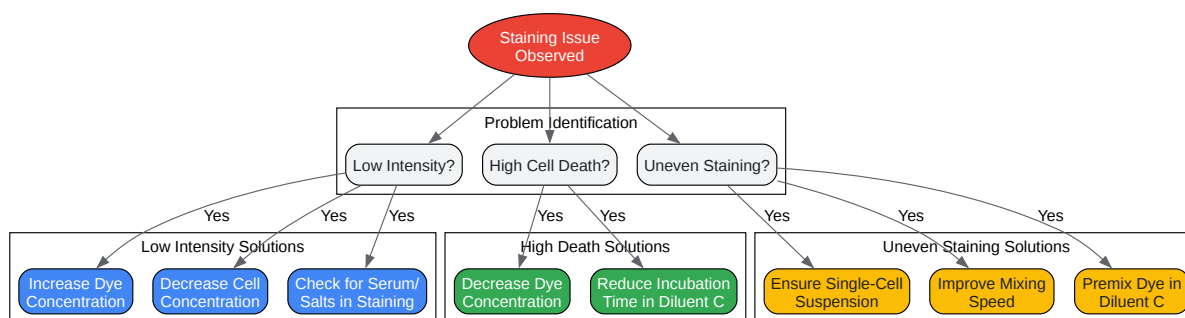 Staining Issue
Observed
Problem Identification
Low Intensity?
High Cell Death?
Uneven Staining?
Yes
Yes
Yes
Yes
Yes
Yes
Yes
Yes
Low Intensity Solutions
High Death Solutions
Uneven Staining Solutions
Increase Dye
Concentration
Decrease Cell
Concentration
Check for Serum/
Salts in Staining
Decrease Dye
Concentration
Reduce Incubation
Time in Diluent C
Ensure Single-Cell
Suspension
Improve Mixing
Speed
Premix Dye in
Diluent C